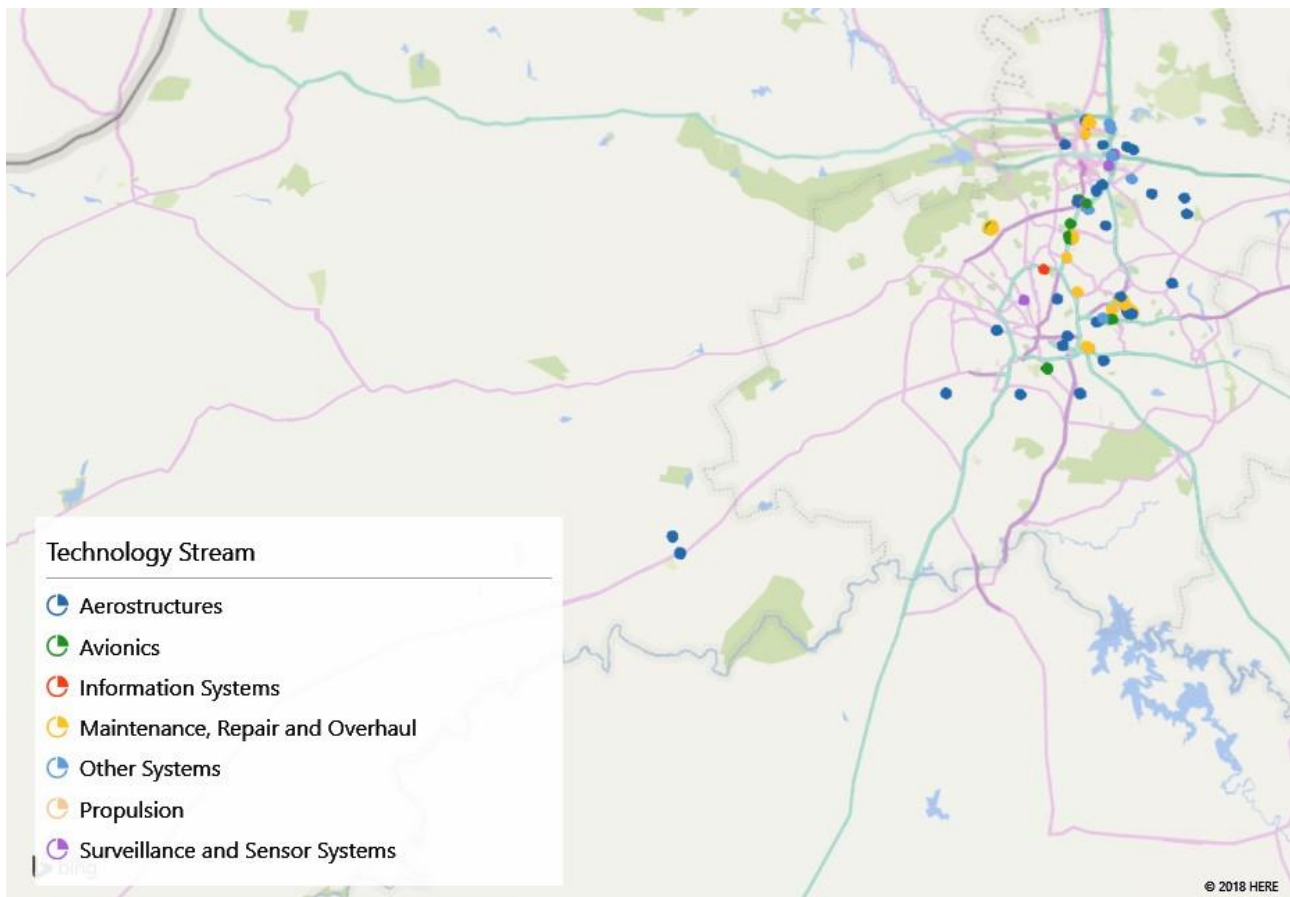 Technology Stream
Aerostructures
Avionics
Information Systems
Maintenance, Repair and Overhaul
Other Systems
Propulsion
Surveillance and Sensor Systems
bing
© 2018 HERE